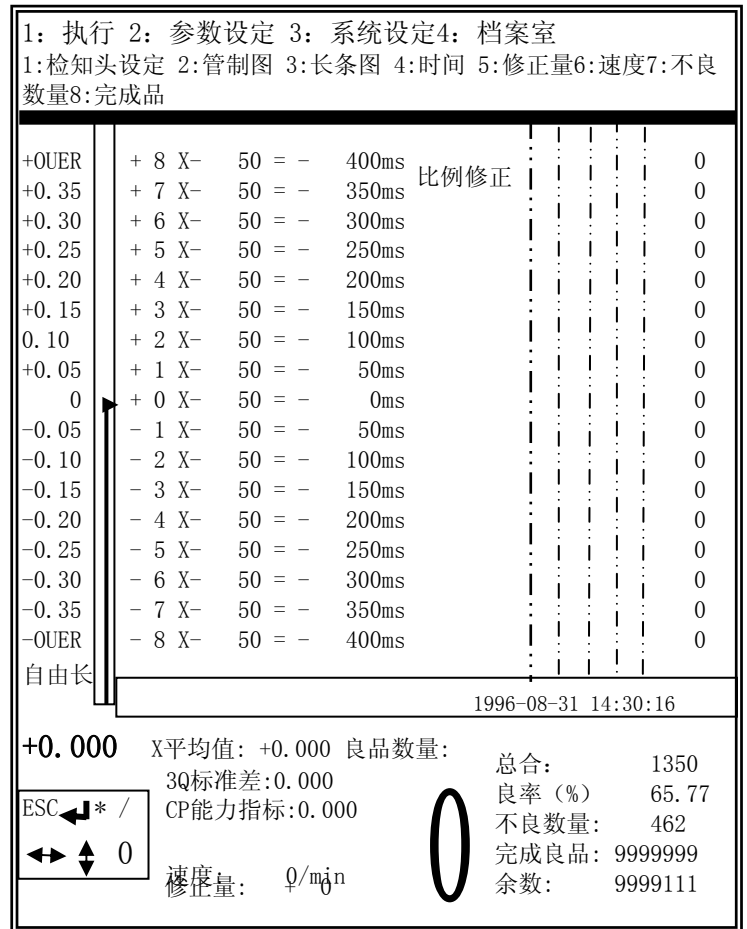 1: 执行 2: 参数设定 3: 系统设定4: 档案室
1:检知头设定 2:管制图 3:长条图 4:时间 5:修正量6:速度7:不良
数量8:完成品
+OUER + 8 X- 50 = - 400ms 比例修正 0
+0.35 + 7 X- 50 = - 350ms 0
+0.30 + 6 X- 50 = - 300ms 0
+0.25 + 5 X- 50 = - 250ms 0
+0.20 + 4 X- 50 = - 200ms 0
+0.15 + 3 X- 50 = - 150ms 0
0.10 + 2 X- 50 = - 100ms 0
+0.05 + 1 X- 50 = - 50ms 0
0 + 0 X- 50 = - 0ms 0
-0.05 - 1 X- 50 = - 50ms 0
-0.10 - 2 X- 50 = - 100ms 0
-0.15 - 3 X- 50 = - 150ms 0
-0.20 - 4 X- 50 = - 200ms 0
-0.25 - 5 X- 50 = - 250ms 0
-0.30 - 6 X- 50 = - 300ms 0
-0.35 - 7 X- 50 = - 350ms 0
-OUER - 8 X- 50 = - 400ms 0
自由长
1996-08-31 14:30:16
+0.000 X平均值: +0.000 良品数量:
3Q标准差:0.000
CP能力指标:0.000
ESC * /
0
速度: 0/min
修正量: + 0
0
总合: 1350
良率（%） 65.77
不良数量: 462
完成良品: 9999999
余数: 9999111